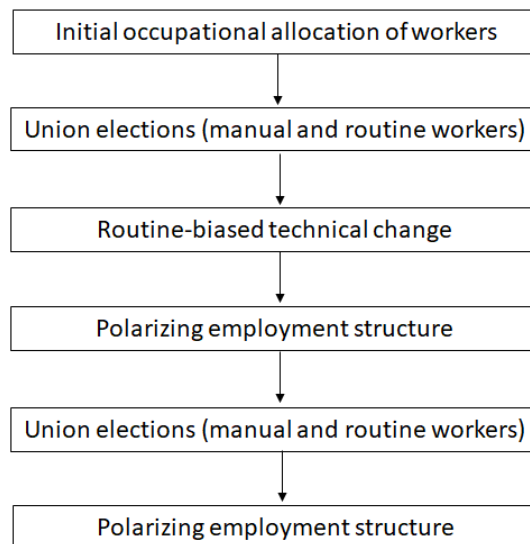 Initial occupational allocation of workers
Union elections (manual and routine workers)
Routine-biased technical change
Polarizing employment structure
Union elections (manual and routine workers)
Polarizing employment structure